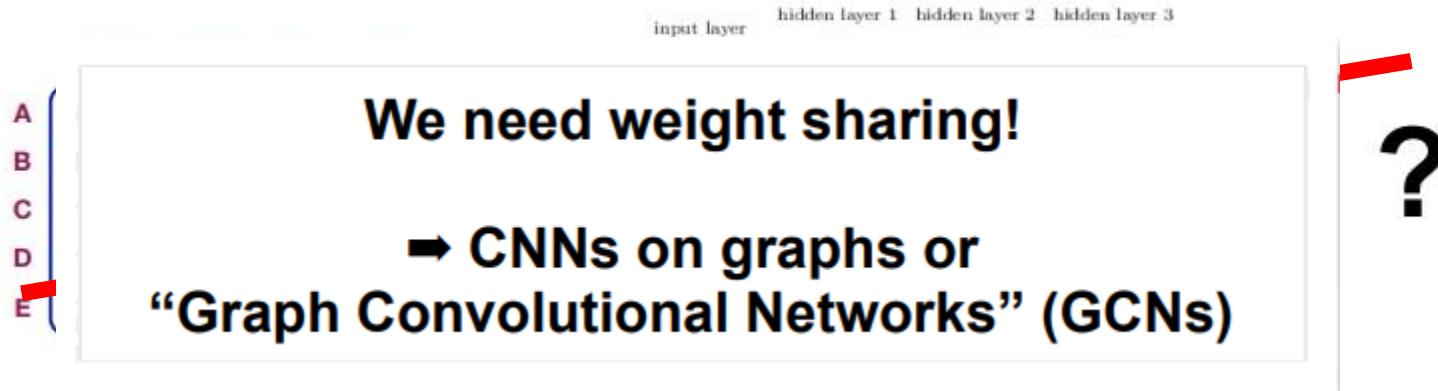 input layer hidden layer 1 hidden layer 2 hidden layer 3
A
B
C
D
E
We need weight sharing!
➡ CNNs on graphs or
“Graph Convolutional Networks” (GCNs)
?